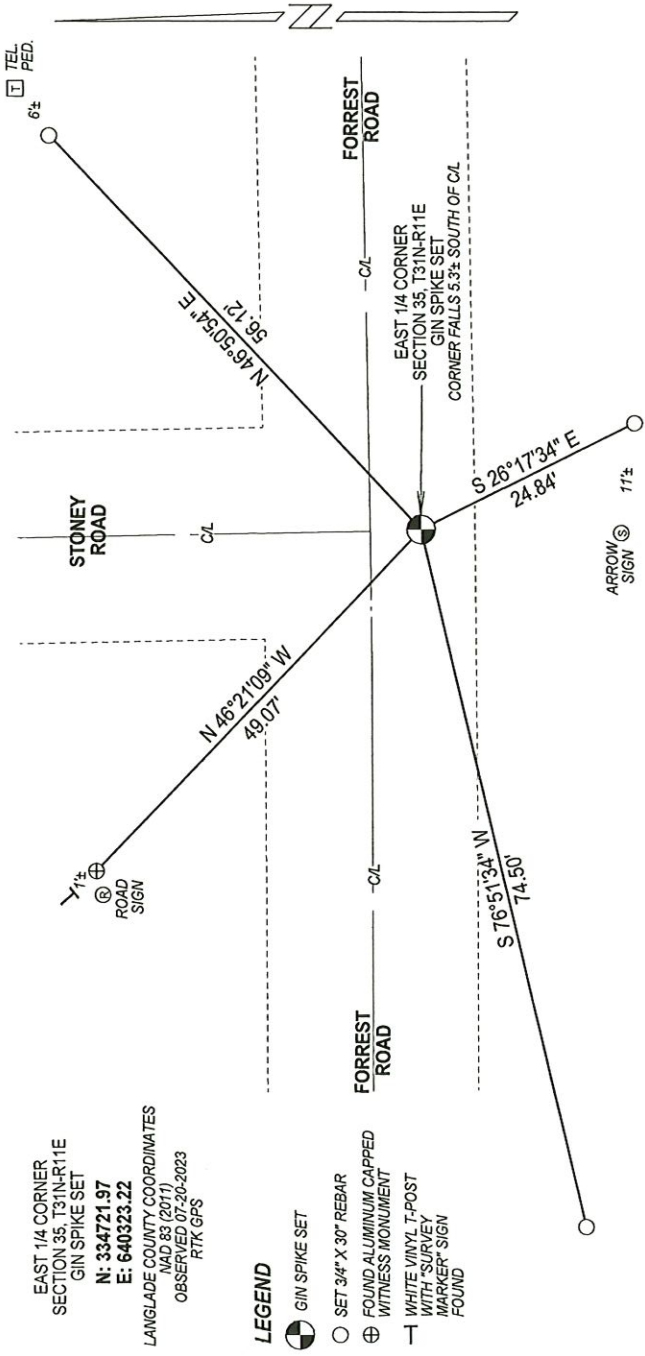 EAST 1/4 CORNER
SECTION 35, T31N-R11E
GIN SPIKE SET
N: 334721.97
E: 640323.22
LANGLADE COUNTY COORDINATES
NAD 83 (2011)
OBSERVED 07-20-2023
RTK GPS
LEGEND
GIN SPIKE SET
SET 3/4" X 30" REBAR
FOUND ALUMINUM CAPPED
WITNESS MONUMENT
WHITE VINYL T-POST
WITH "SURVEY
MARKER" SIGN
FOUND
1'±
R
ROAD
SIGN
N 46°21'09" W
49.07'
STONEY
ROAD
C/L
N 46°50'54" E
56.12'
T TEL.
PED.
6'±
FORREST
ROAD
C/L
FORREST
ROAD
C/L
EAST 1/4 CORNER
SECTION 35, T31N-R11E
GIN SPIKE SET
CORNER FALLS 5.3'± SOUTH OF C/L
S 76°51'34" W
74.50'
S 26°17'34" E
24.84'
ARROW
SIGN S
11'±
N